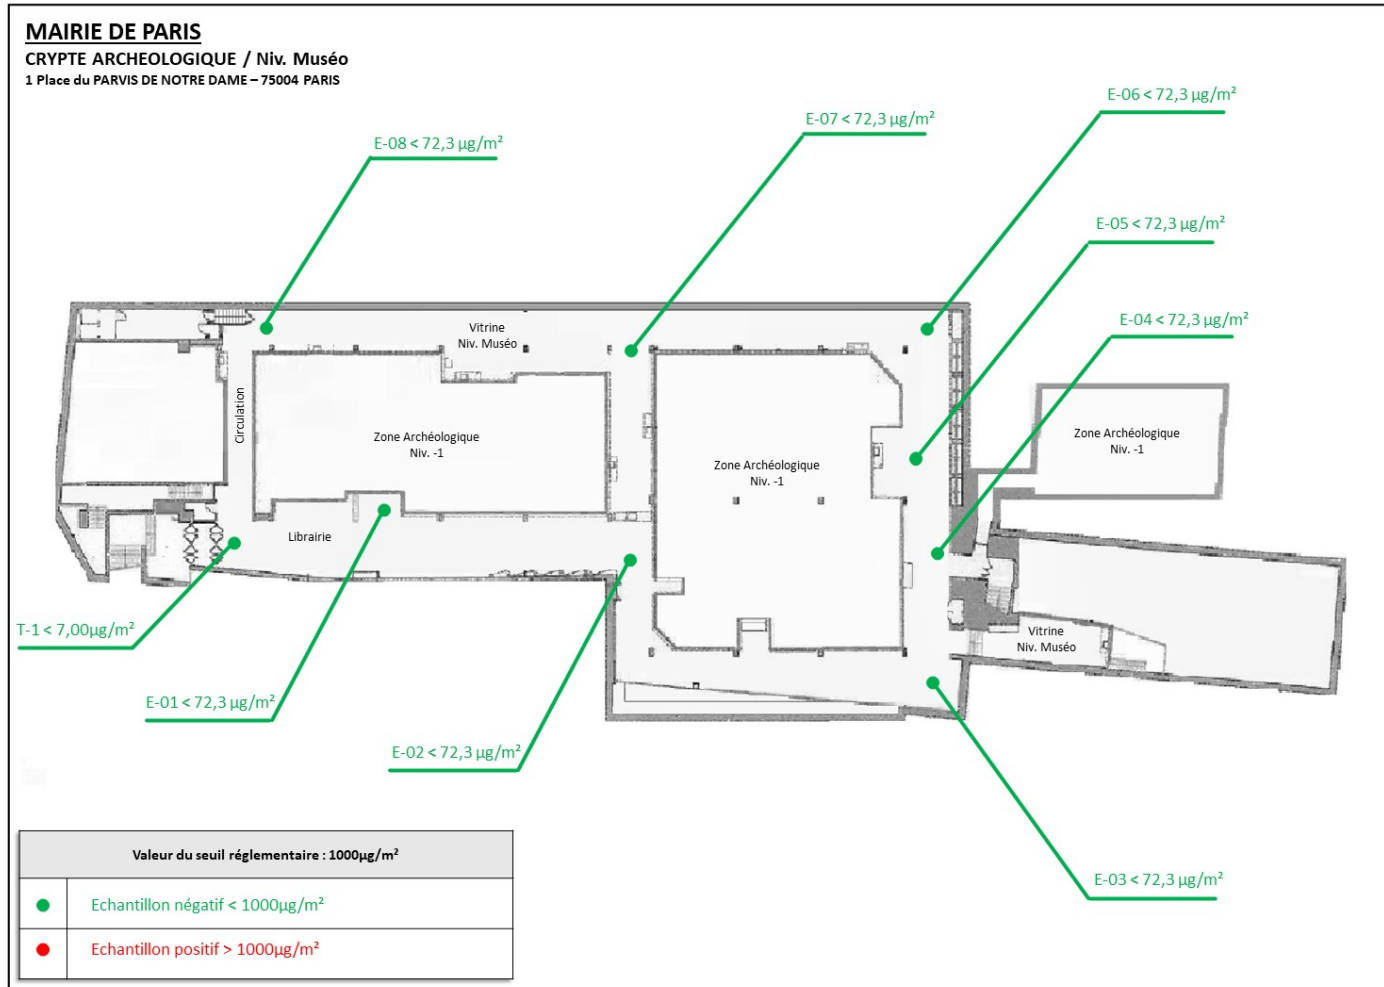 MAIRIE DE PARIS
CRYPTE ARCHEOLOGIQUE / Niv. Muséo
1 Place du PARVIS DE NOTRE DAME – 75004 PARIS
E-06 < 72,3 µg/m²
E-07 < 72,3 µg/m²
E-08 < 72,3 µg/m²
E-05 < 72,3 µg/m²
E-04 < 72,3 µg/m²
Vitrine
Niv. Muséo
Circulation
Zone Archéologique
Niv. -1
Zone Archéologique
Niv. -1
Zone Archéologique
Niv. -1
Librairie
T-1 < 7,00µg/m²
Vitrine
Niv. Muséo
E-01 < 72,3 µg/m²
E-02 < 72,3 µg/m²
E-03 < 72,3 µg/m²
Valeur du seuil réglementaire : 1000µg/m²
Echantillon négatif < 1000µg/m²
Echantillon positif > 1000µg/m²